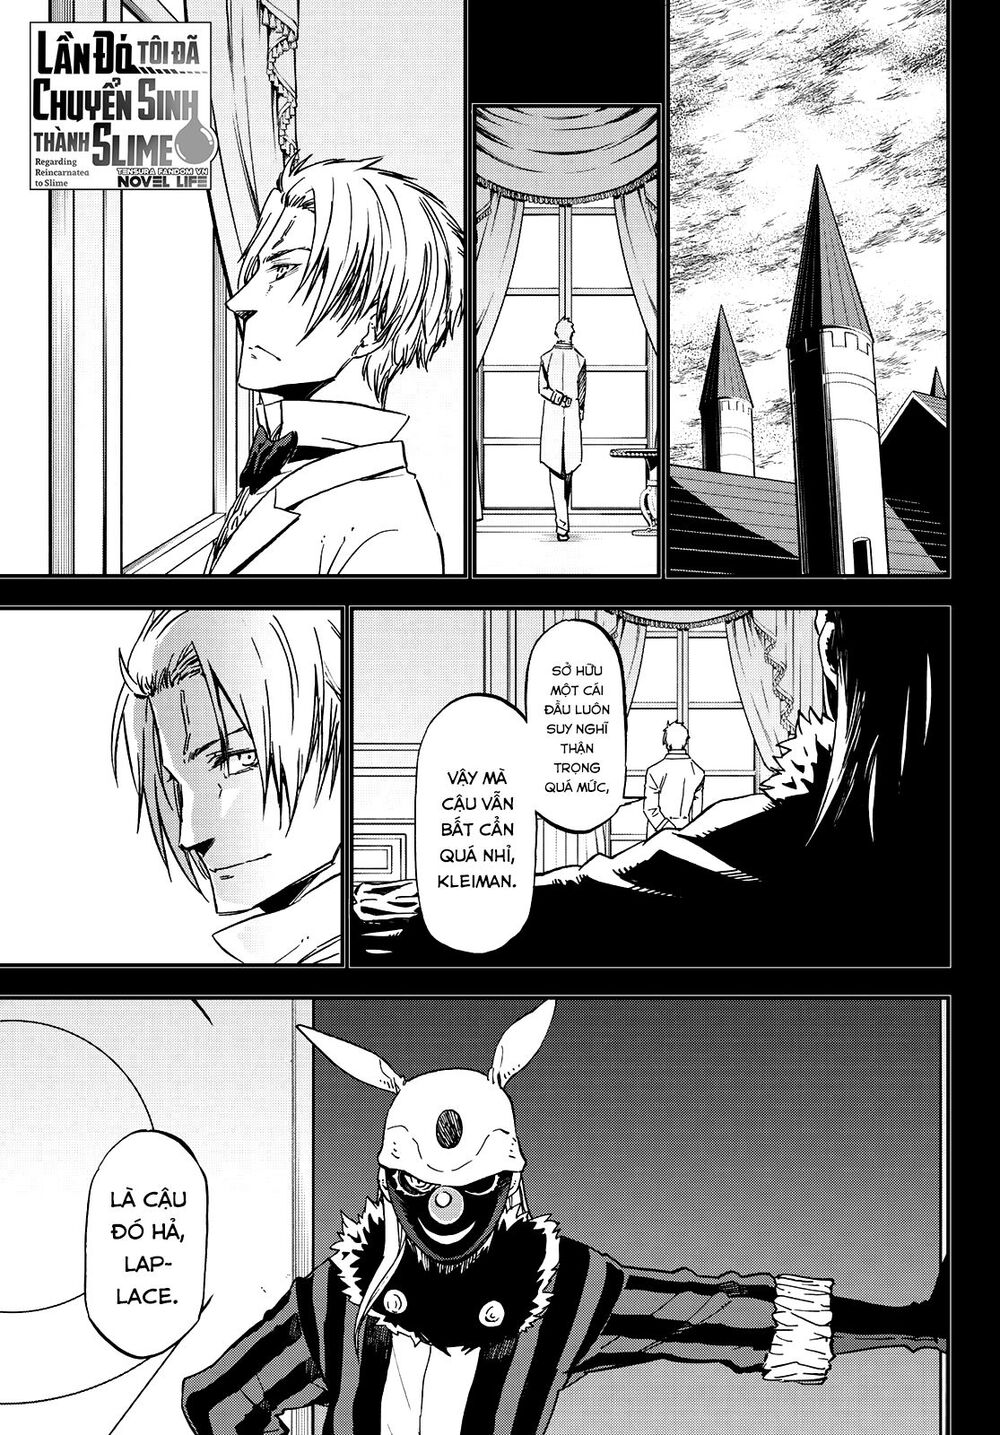 LẦN ĐÓ, TÔI ĐÃ
CHUYỂN SINH
THÀNH SLIME
Regarding
Reincarnated
to Slime
TENSURA FANDOM VN
NOVEL LIFE
SỞ HỮU
MỘT CÁI
ĐẦU LUÔN
SUY NGHĨ
THẬN
TRỌNG
QUÁ MỨC,
VẬY MÀ
CẬU VẪN
BẤT CẨN
QUÁ NHỈ,
KLEIMAN.
LÀ CẬU
ĐÓ HẢ,
LAP-
LACE.